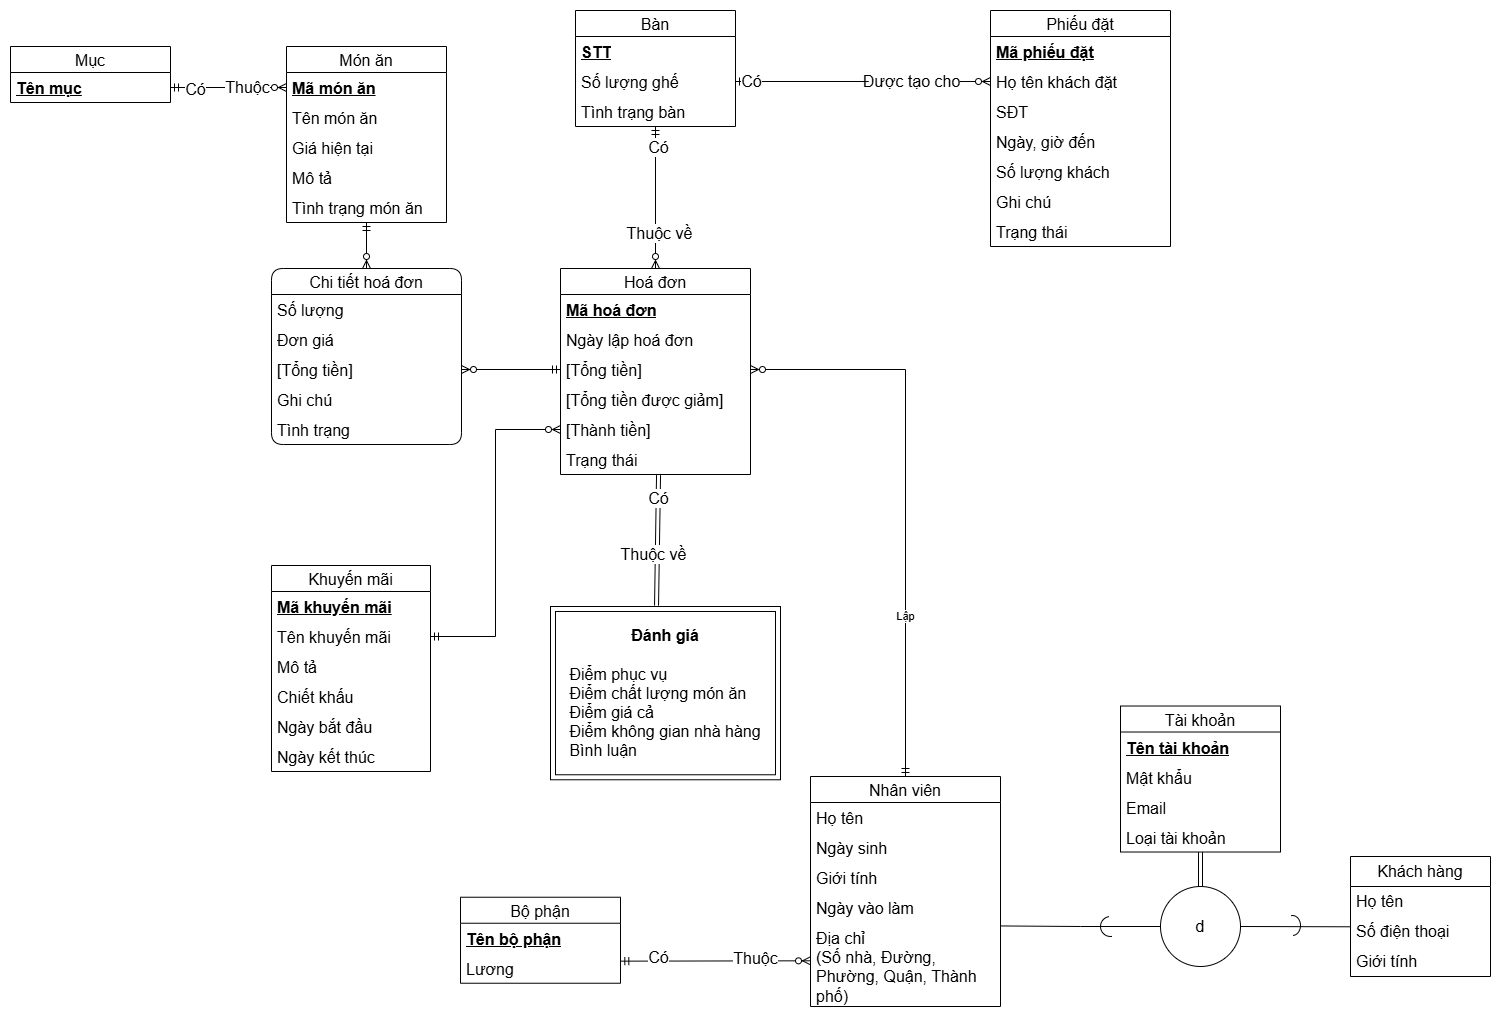 Mục
Tên mục
Có
Thuộc
Món ăn
Mã món ăn
Tên món ăn
Giá hiện tại
Mô tả
Tình trạng món ăn
Bàn
STT
Số lượng ghế
Tình trạng bàn
Có
Được tạo cho
Phiếu đặt
Mã phiếu đặt
Họ tên khách đặt
SĐT
Ngày, giờ đến
Số lượng khách
Ghi chú
Trạng thái
Có
Thuộc về
Chi tiết hoá đơn
Số lượng
Đơn giá
[Tổng tiền]
Ghi chú
Tình trạng
Hoá đơn
Mã hoá đơn
Ngày lập hoá đơn
[Tổng tiền]
[Tổng tiền được giảm]
[Thành tiền]
Trạng thái
Có
Thuộc về
Khuyến mãi
Mã khuyến mãi
Tên khuyến mãi
Mô tả
Chiết khấu
Ngày bắt đầu
Ngày kết thúc
Đánh giá
Điểm phục vụ
Điểm chất lượng món ăn
Điểm giá cả
Điểm không gian nhà hàng
Bình luận
Lập
Nhân viên
Họ tên
Ngày sinh
Giới tính
Ngày vào làm
Địa chỉ
(Số nhà, Đường,
Phường, Quận, Thành
phố)
Bộ phận
Tên bộ phận
Lương
Có
Thuộc
Tài khoản
Tên tài khoản
Mật khẩu
Email
Loại tài khoản
d
Khách hàng
Họ tên
Số điện thoại
Giới tính